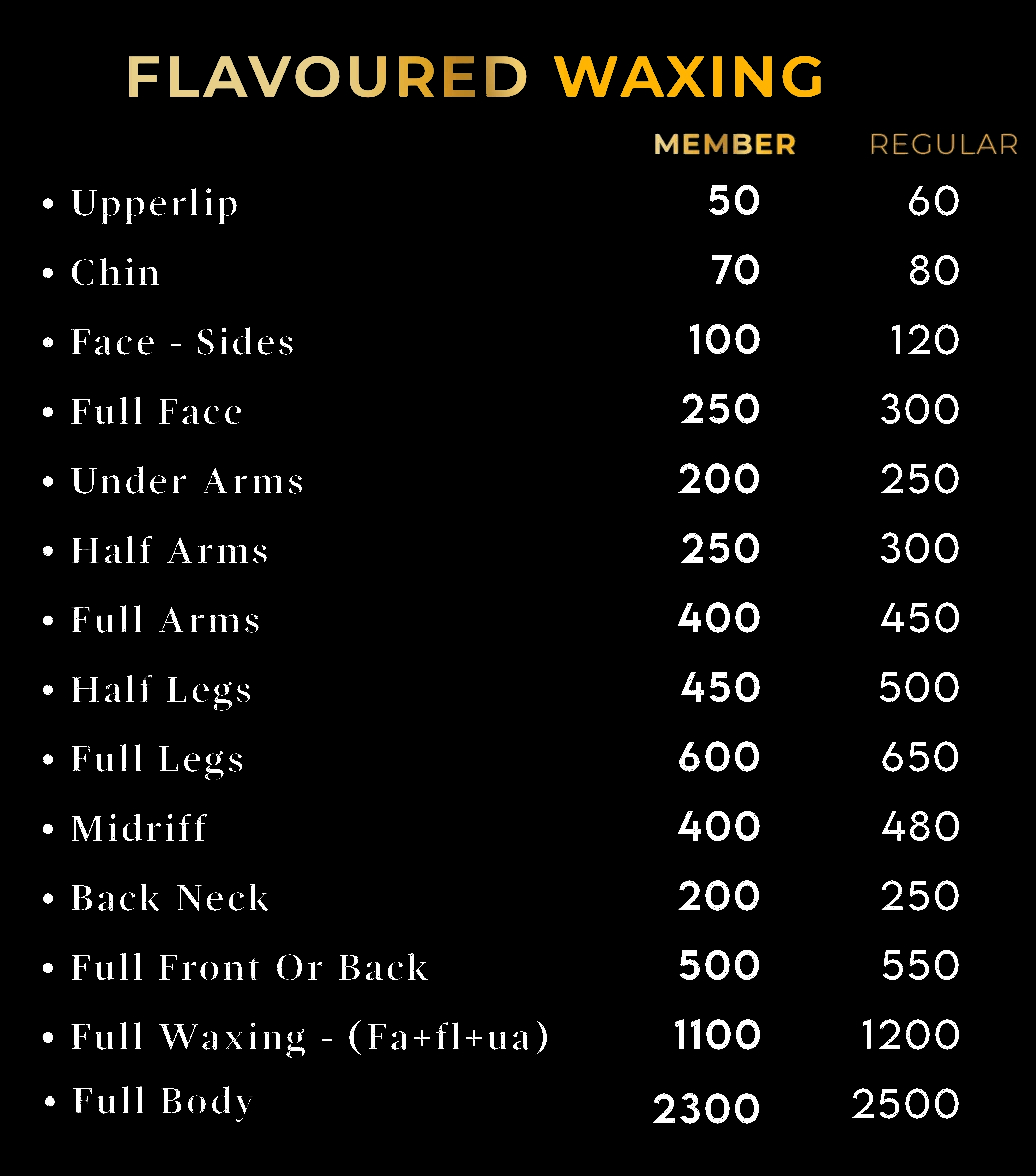 FLAVOURED WAXING
MEMBER REGULAR
• Upperlip 50 60
• Chin 70 80
• Face - Sides 100 120
• Full Face 250 300
• Under Arms 200 250
• Half Arms 250 300
• Full Arms 400 450
• Half Legs 450 500
• Full Legs 600 650
• Midriff 400 480
• Back Neck 200 250
• Full Front Or Back 500 550
• Full Waxing - (Fa+fl+ua) 1100 1200
• Full Body 2300 2500